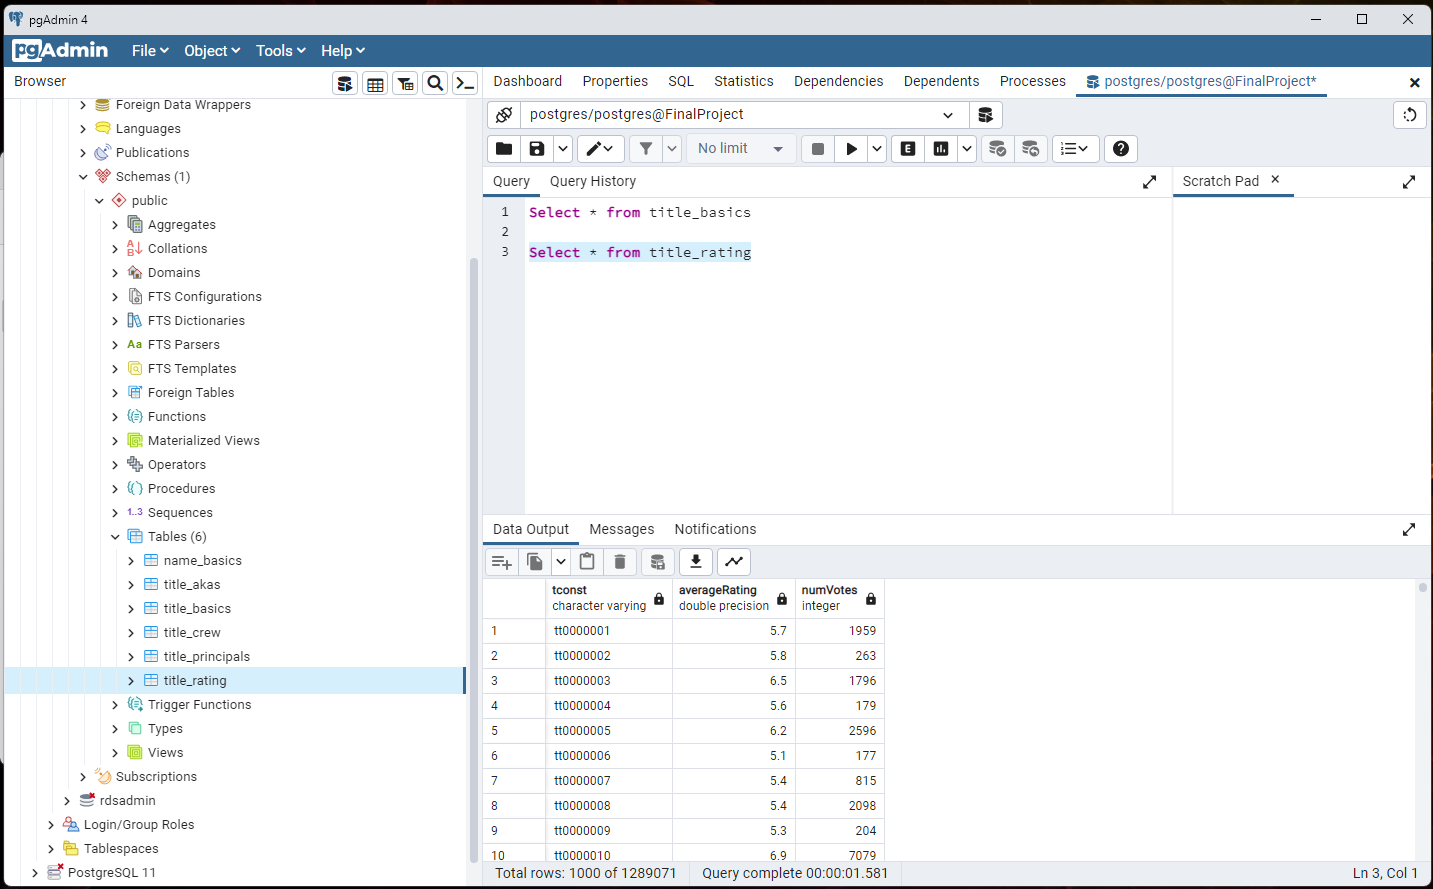 pgAdmin 4
pgAdmin File Object Tools Help
Browser
Dashboard Properties SQL Statistics Dependencies Dependents Processes postgres/postgres@FinalProject*
Foreign Data Wrappers
Languages
Publications
Schemas (1)
public
Aggregates
Collations
Domains
FTS Configurations
FTS Dictionaries
Aa FTS Parsers
FTS Templates
Foreign Tables
Functions
Materialized Views
Operators
Procedures
1..3 Sequences
Tables (6)
name_basics
title_akas
title_basics
title_crew
title_principals
title_rating
Trigger Functions
Types
Views
Subscriptions
rdsadmin
Login/Group Roles
Tablespaces
PostgreSQL 11
postgres/postgres@FinalProject
No limit E
Query Query History
Scratch Pad
1 Select * from title_basics
2
3 Select * from title_rating
Data Output Messages Notifications
tconst averageRating numVotes
character varying double precision integer
1 tt0000001 5.7 1959
2 tt0000002 5.8 263
3 tt0000003 6.5 1796
4 tt0000004 5.6 179
5 tt0000005 6.2 2596
6 tt0000006 5.1 177
7 tt0000007 5.4 815
8 tt0000008 5.4 2098
9 tt0000009 5.3 204
10 tt0000010 6.9 7079
Total rows: 1000 of 1289071 Query complete 00:00:01.581 Ln 3, Col 1